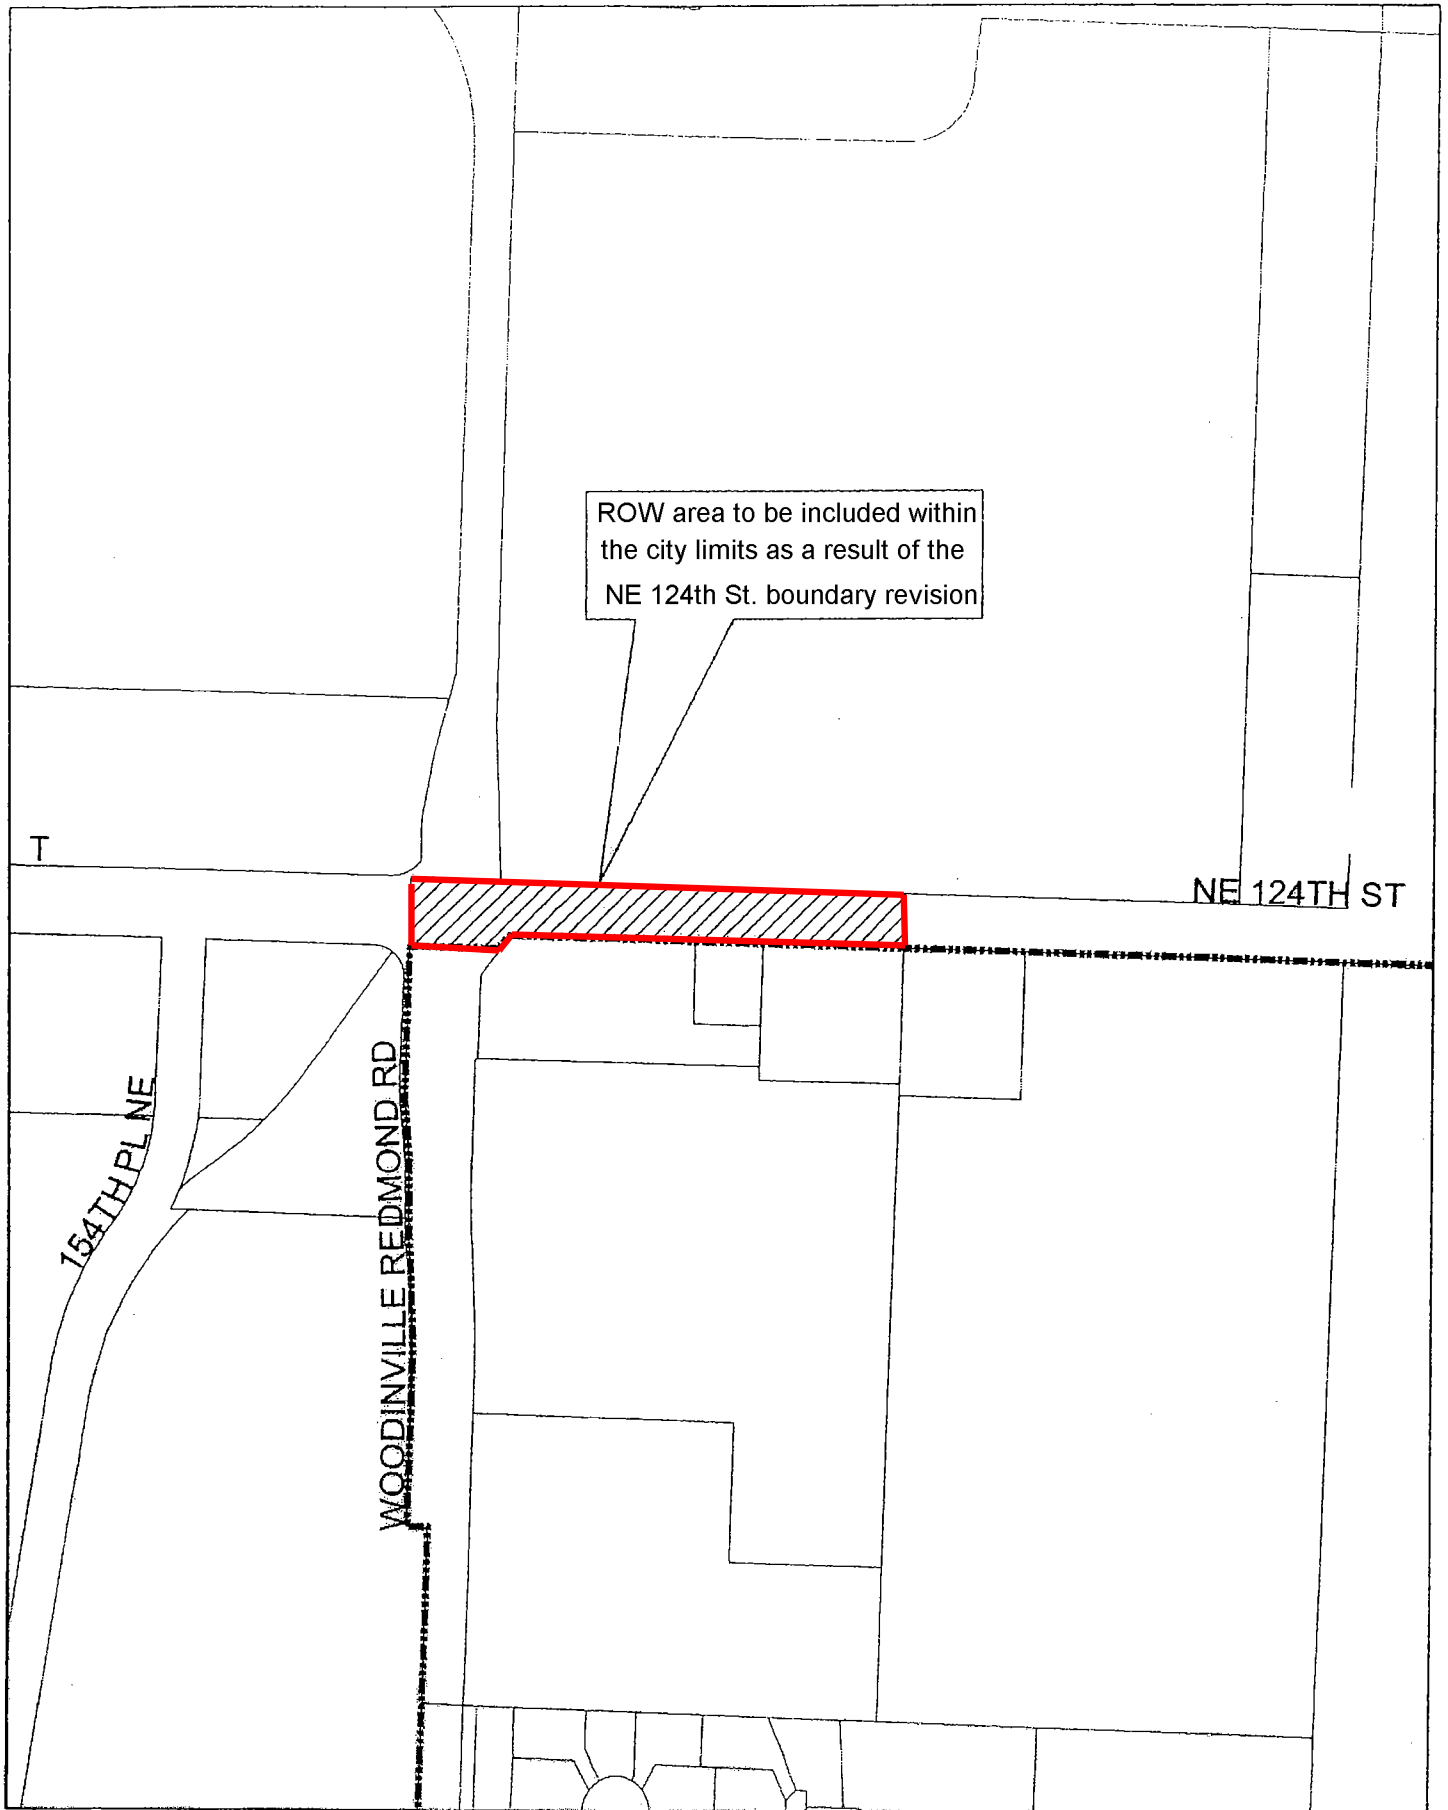 ROW area to be included within
the city limits as a result of the
NE 124th St. boundary revision
T
NE 124TH ST
154TH PL NE
WOODINVILLE REDMOND RD